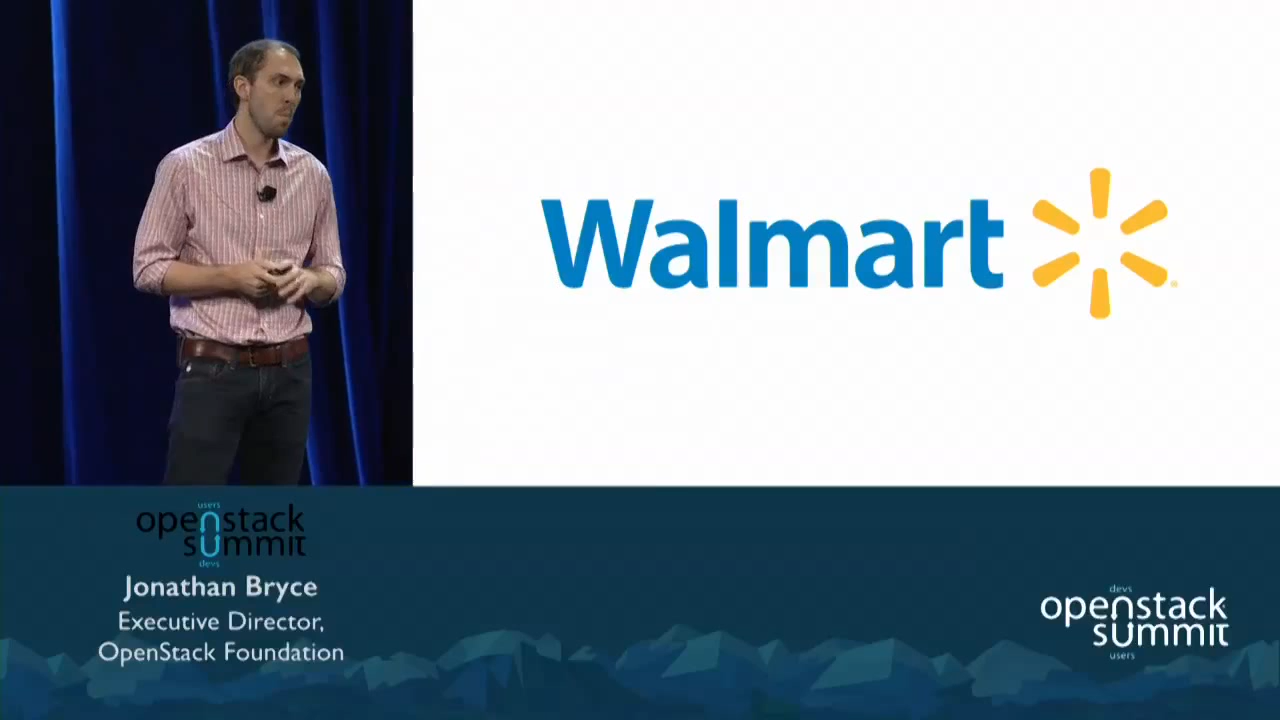 Walmart
users
openstack
summit
devs
Jonathan Bryce
Executive Director,
OpenStack Foundation
devs
openstack
summit
users